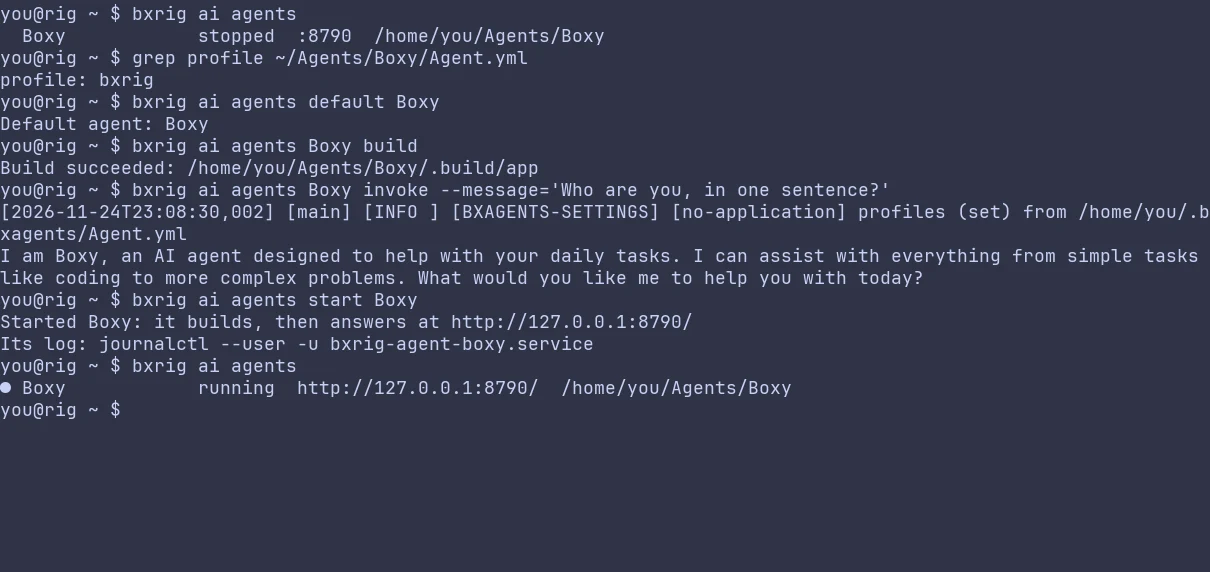 you@rig ~ $ bxrig ai agents
  Boxy            stopped  :8790  /home/you/Agents/Boxy
you@rig ~ $ grep profile ~/Agents/Boxy/Agent.yml
profile: bxrig
you@rig ~ $ bxrig ai agents default Boxy
Default agent: Boxy
you@rig ~ $ bxrig ai agents Boxy build
Build succeeded: /home/you/Agents/Boxy/.build/app
you@rig ~ $ bxrig ai agents Boxy invoke --message='Who are you, in one sentence?'
[2026-11-24T23:08:30,002] [main] [INFO ] [BXAGENTS-SETTINGS] [no-application] profiles (set) from /home/you/.b
xagents/Agent.yml
I am Boxy, an AI agent designed to help with your daily tasks. I can assist with everything from simple tasks
like coding to more complex problems. What would you like me to help you with today?
you@rig ~ $ bxrig ai agents start Boxy
Started Boxy: it builds, then answers at http://127.0.0.1:8790/
Its log: journalctl --user -u bxrig-agent-boxy.service
you@rig ~ $ bxrig ai agents
● Boxy            running  http://127.0.0.1:8790/  /home/you/Agents/Boxy
you@rig ~ $